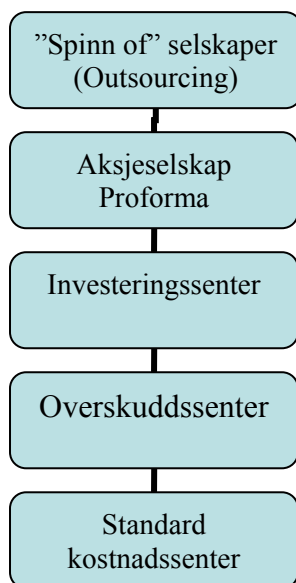 ”Spinn of” selskaper
(Outsourcing)
Aksjeselskap
Proforma
Investeringssenter
Overskuddssenter
Standard
kostnadssenter